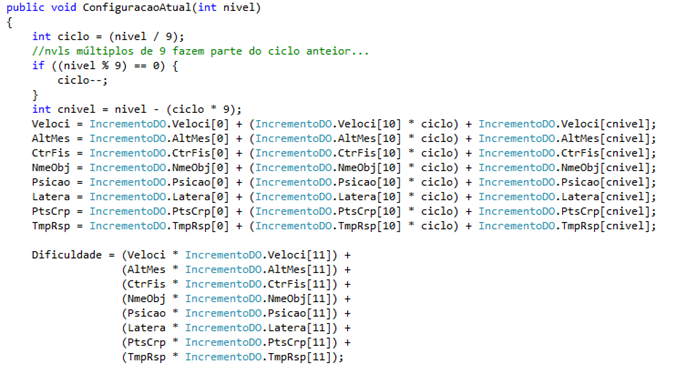 public void ConfiguracaoAtual(int nivel)
{
    int ciclo = (nivel / 9);
    //nvls múltiplos de 9 fazem parte do ciclo anteior...
    if ((nivel % 9) == 0) {
        ciclo--;
    }
    int cnivel = nivel - (ciclo * 9);
    Veloci = IncrementoDO.Veloci[0] + (IncrementoDO.Veloci[10] * ciclo) + IncrementoDO.Veloci[cnivel];
    AltMes = IncrementoDO.AltMes[0] + (IncrementoDO.AltMes[10] * ciclo) + IncrementoDO.AltMes[cnivel];
    CtrFis = IncrementoDO.CtrFis[0] + (IncrementoDO.CtrFis[10] * ciclo) + IncrementoDO.CtrFis[cnivel];
    NmeObj = IncrementoDO.NmeObj[0] + (IncrementoDO.NmeObj[10] * ciclo) + IncrementoDO.NmeObj[cnivel];
    Psicao = IncrementoDO.Psicao[0] + (IncrementoDO.Psicao[10] * ciclo) + IncrementoDO.Psicao[cnivel];
    Latera = IncrementoDO.Latera[0] + (IncrementoDO.Latera[10] * ciclo) + IncrementoDO.Latera[cnivel];
    PtsCrp = IncrementoDO.PtsCrp[0] + (IncrementoDO.PtsCrp[10] * ciclo) + IncrementoDO.PtsCrp[cnivel];
    TmpRsp = IncrementoDO.TmpRsp[0] + (IncrementoDO.TmpRsp[10] * ciclo) + IncrementoDO.TmpRsp[cnivel];

    Dificuldade = (Veloci * IncrementoDO.Veloci[11]) +
                  (AltMes * IncrementoDO.AltMes[11]) +
                  (CtrFis * IncrementoDO.CtrFis[11]) +
                  (NmeObj * IncrementoDO.NmeObj[11]) +
                  (Psicao * IncrementoDO.Psicao[11]) +
                  (Latera * IncrementoDO.Latera[11]) +
                  (PtsCrp * IncrementoDO.PtsCrp[11]) +
                  (TmpRsp * IncrementoDO.TmpRsp[11]);